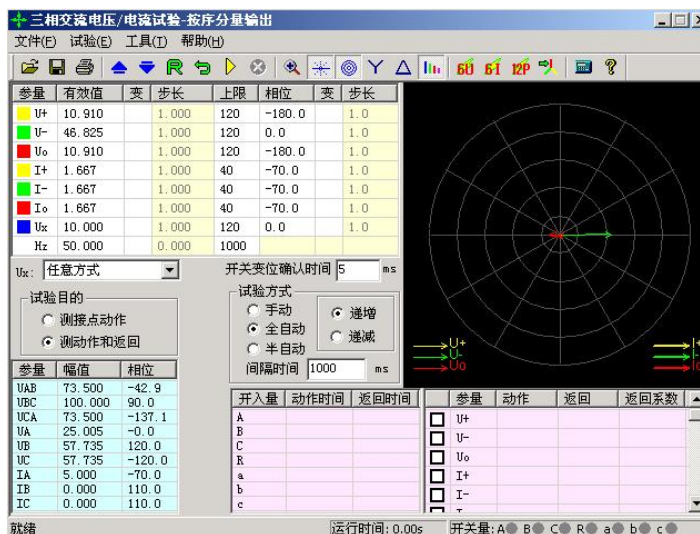 三相交流电压/电流试验-按序分量输出
文件(F) 试验(E) 工具(T) 帮助(H)
6U 6I 12P
参量 有效值 变 步长 上限 相位 变 步长
U+ 10.910 1.000 120 -180.0 1.0
U- 46.825 1.000 120 0.0 1.0
Uo 10.910 1.000 120 -180.0 1.0
I+ 1.667 1.000 40 -70.0 1.0
I- 1.667 1.000 40 -70.0 1.0
Io 1.667 1.000 40 -70.0 1.0
Ux 10.000 1.000 120 0.0 1.0
Hz 50.000 0.000 1000
Ux: 任意方式 开关变位确认时间 5 ms
试验目的
测接点动作
测动作和返回
试验方式
手动
全自动
半自动
递增
递减
间隔时间 1000 ms
U+
U-
Uo
I+
I-
Io
参量 幅值 相位
UAB 73.500 -42.9
UBC 100.000 90.0
UCA 73.500 -137.1
UA 25.005 -0.0
UB 57.735 120.0
UC 57.735 -120.0
IA 5.000 -70.0
IB 0.000 110.0
IC 0.000 110.0
开入量 动作时间 返回时间
A
B
C
R
a
b
c
参量 动作 返回 返回系数
U+
U-
Uo
I+
I-
就绪 运行时间: 0.00s 开关量: A B C R a b c